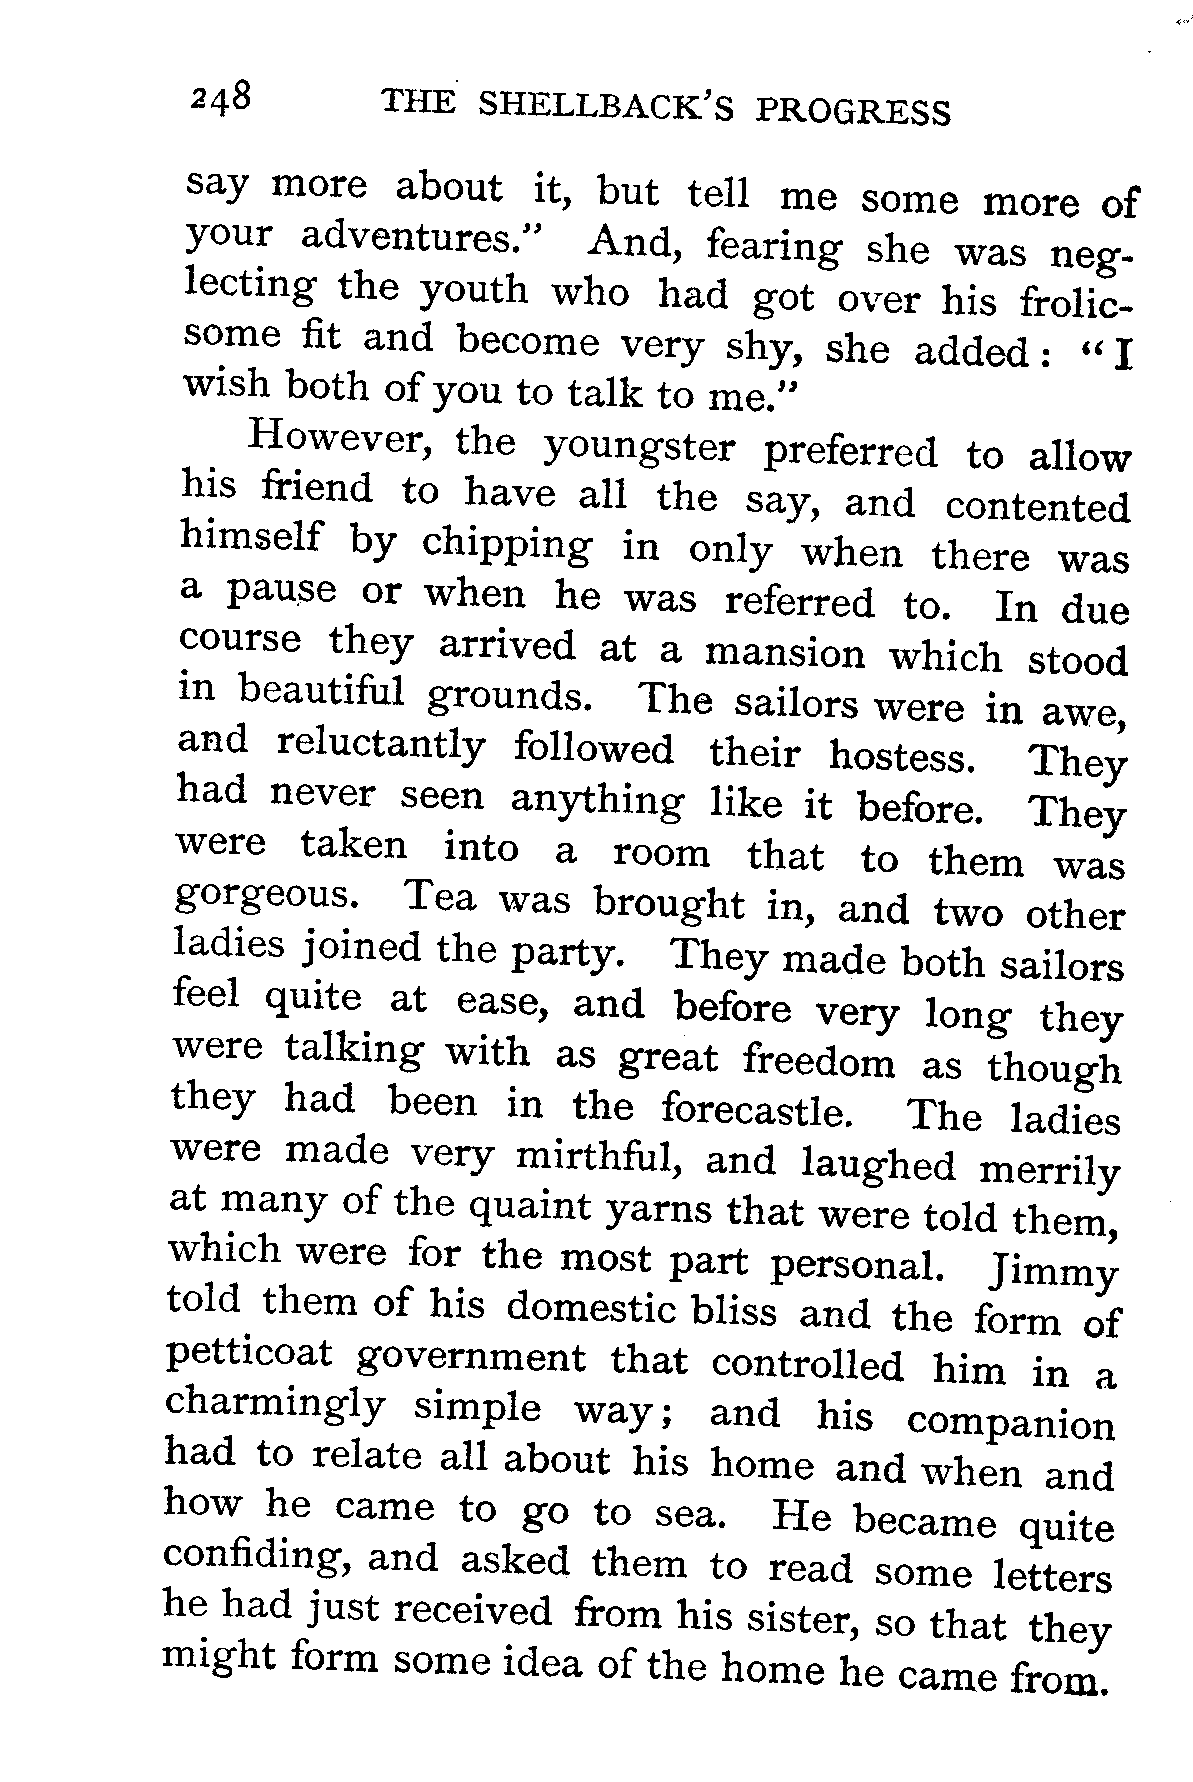 248 THE SHELLBACK'S PROGRESS
say more about it, but tell me some more of
your adventures." And, fearing she was neg-
lecting the youth who had got over his frolic-
some fit and become very shy, she added: "I
wish both of you to talk to me."
However, the youngster preferred to allow
his friend to have all the say, and contented
himself by chipping in only when there was
a pause or when he was referred to. In due
course they arrived at a mansion which stood
in beautiful grounds. The sailors were in awe,
and reluctantly followed their hostess. They
had never seen anything like it before. They
were taken into a room that to them was
gorgeous. Tea was brought in, and two other
ladies joined the party. They made both sailors
feel quite at ease, and before very long they
were talking with as great freedom as though
they had been in the forecastle. The ladies
were made very mirthful, and laughed merrily
at many of the quaint yarns that were told them,
which were for the most part personal. Jimmy
told them of his domestic bliss and the form of
petticoat government that controlled him in a
charmingly simple way; and his companion
had to relate all about his home and when and
how he came to go to sea. He became quite
confiding, and asked them to read some letters
he had just received from his sister, so that they
might form some idea of the home he came from.